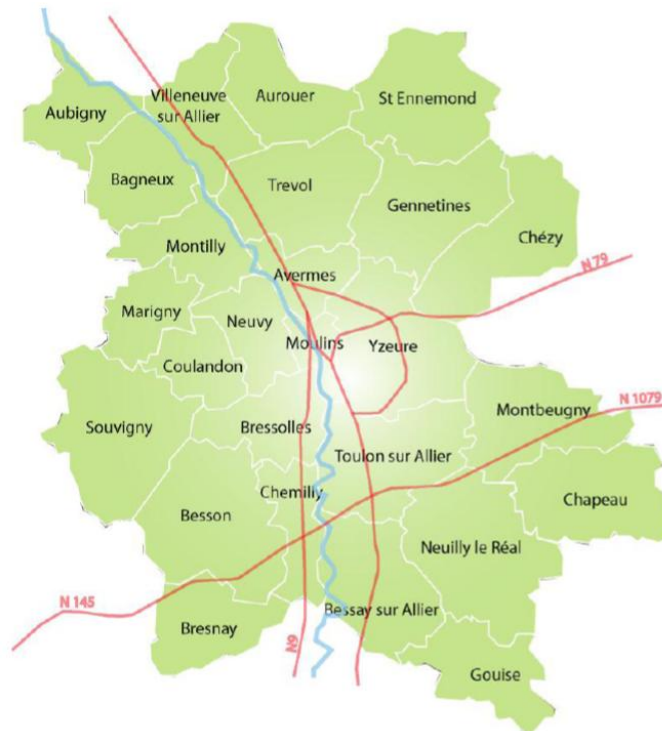 Aubigny
Villeneuve
sur Allier
Aurouer
St Ennemond
Bagneux
Trevol
Gennetines
Chézy
Montilly
Avermes
N 79
Marigny
Neuvy
Moulins
Yzeure
Coulandon
Souvigny
Bressolles
Montbeugny
N 1079
Toulon sur Allier
Chemilly
Chapeau
Besson
Neuilly le Réal
N 145
Bresnay
N9
Bessay sur Allier
Gouise